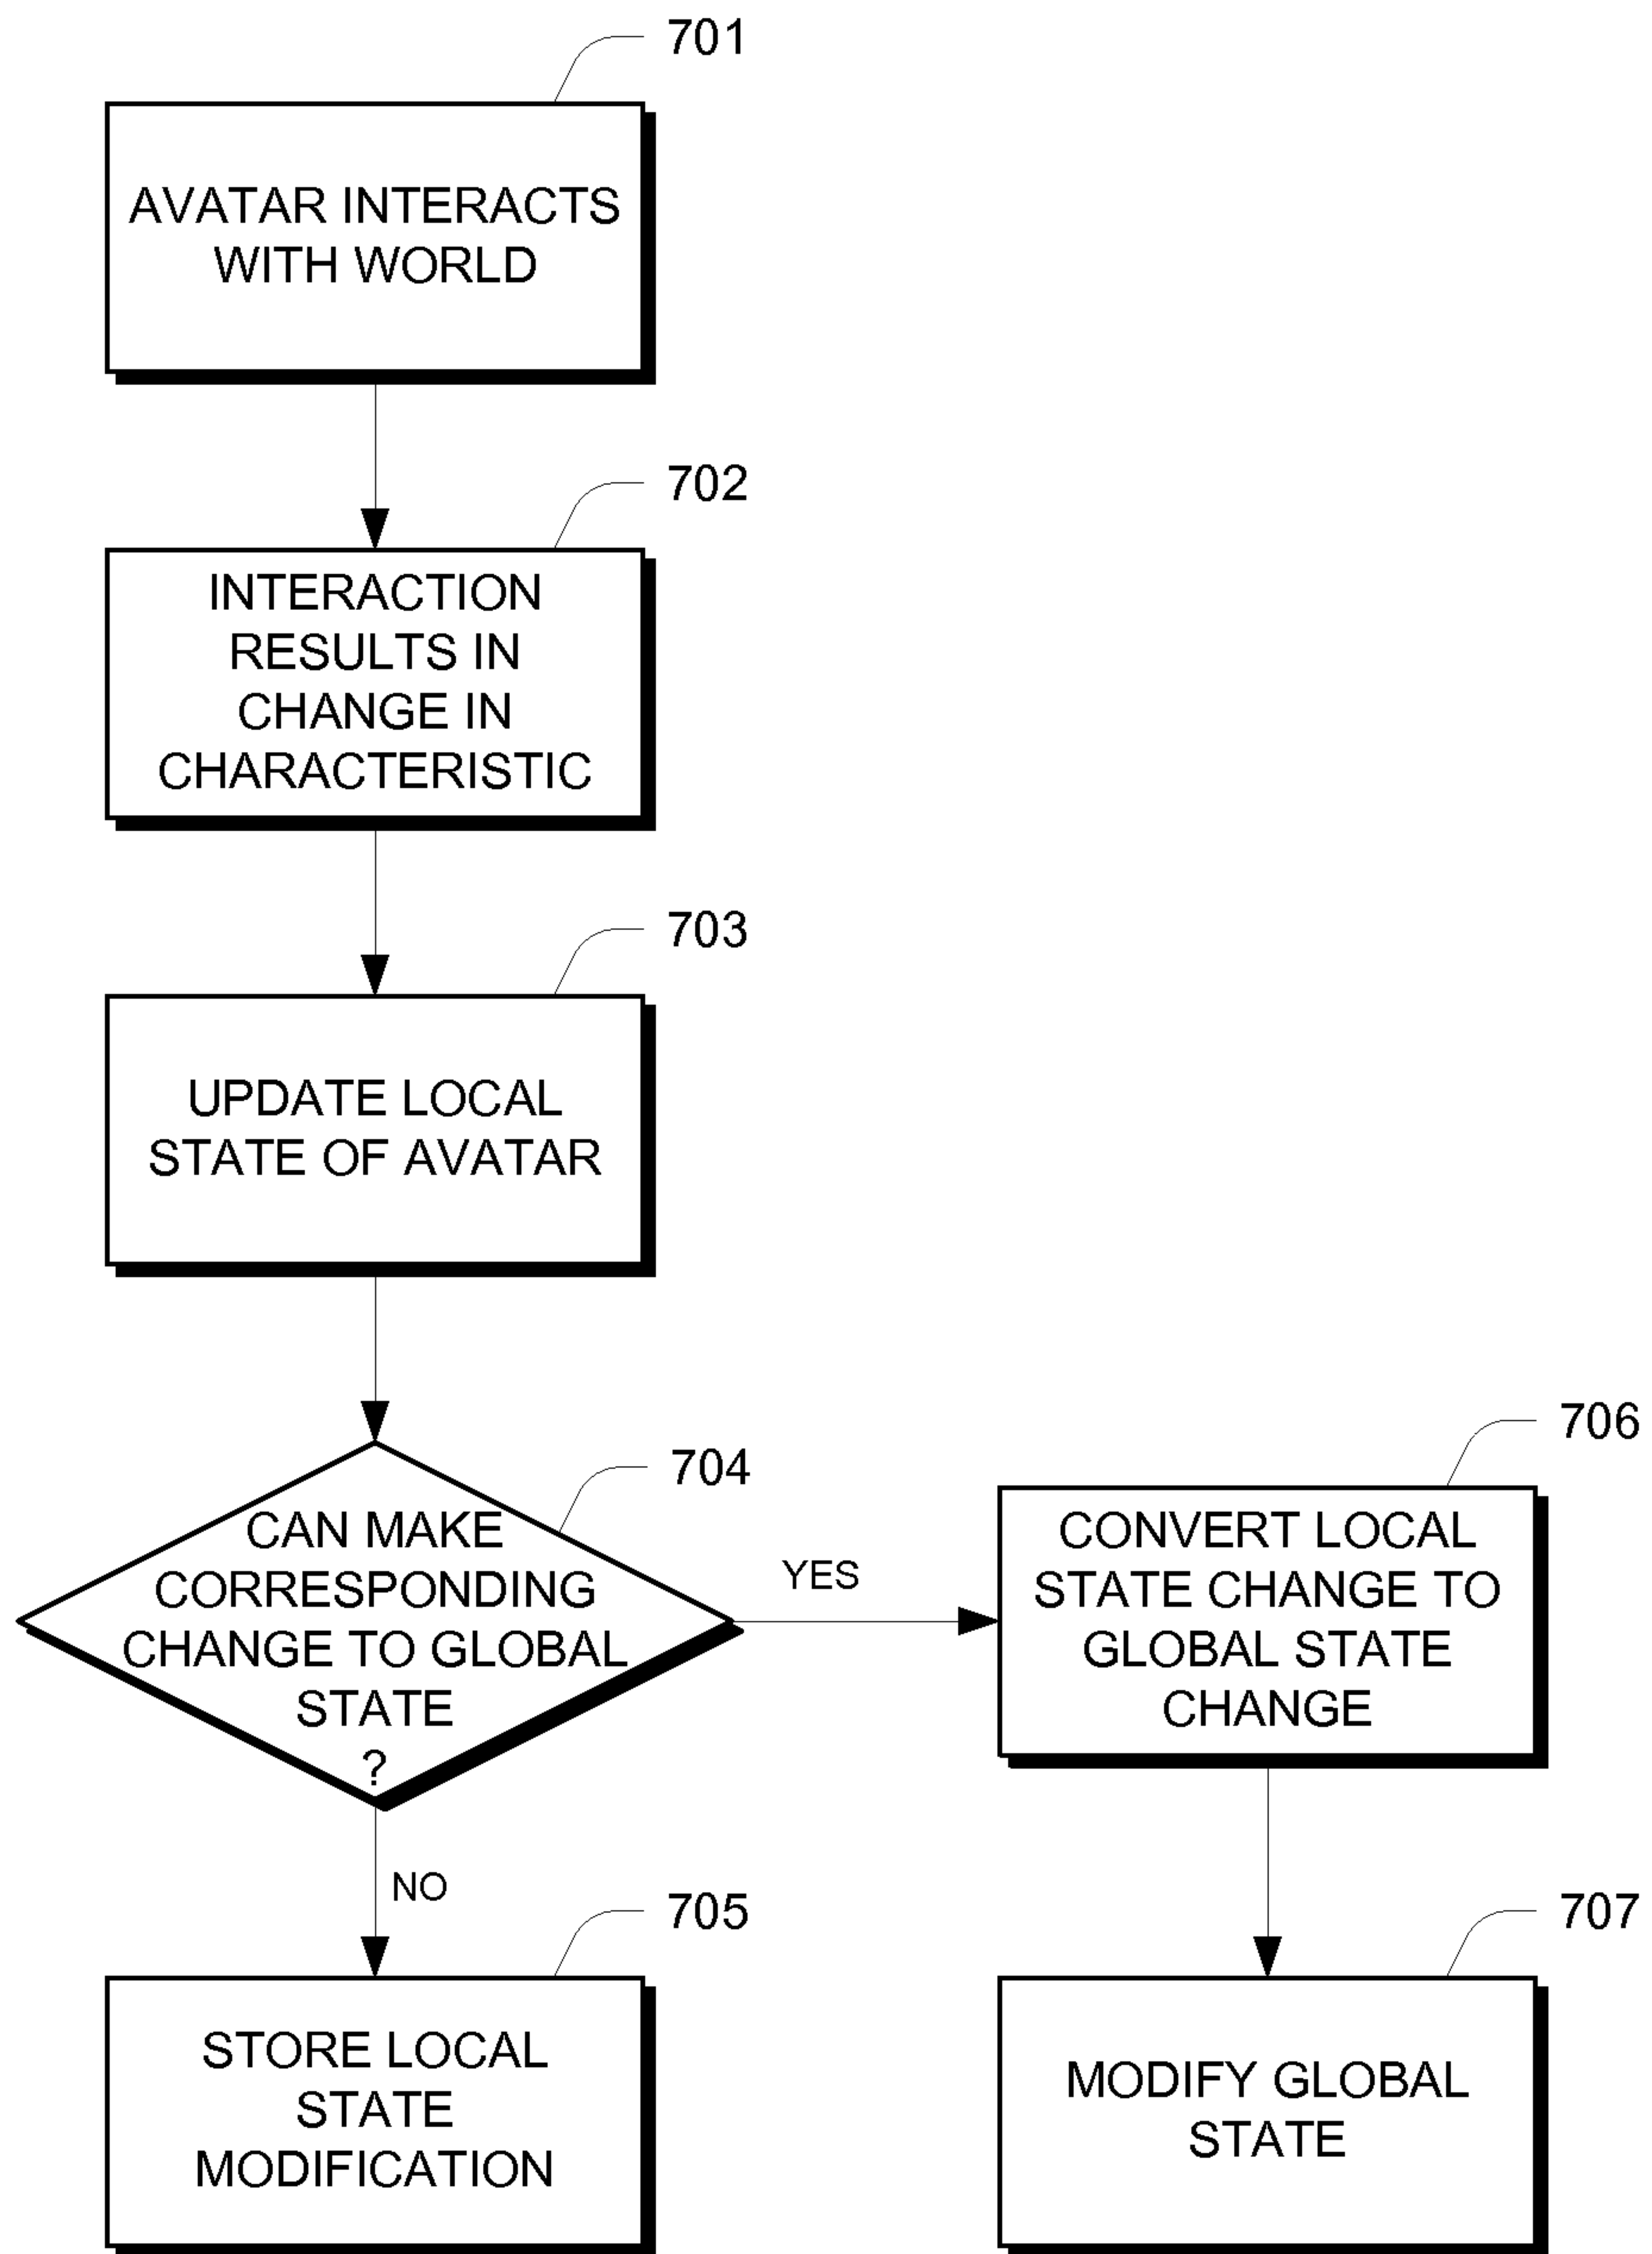 701
AVATAR INTERACTS
WITH WORLD
702
INTERACTION
RESULTS IN
CHANGE IN
CHARACTERISTIC
703
UPDATE LOCAL
STATE OF AVATAR
704
CAN MAKE
CORRESPONDING
CHANGE TO GLOBAL
STATE
?
YES
706
CONVERT LOCAL
STATE CHANGE TO
GLOBAL STATE
CHANGE
NO
705
STORE LOCAL
STATE
MODIFICATION
707
MODIFY GLOBAL
STATE